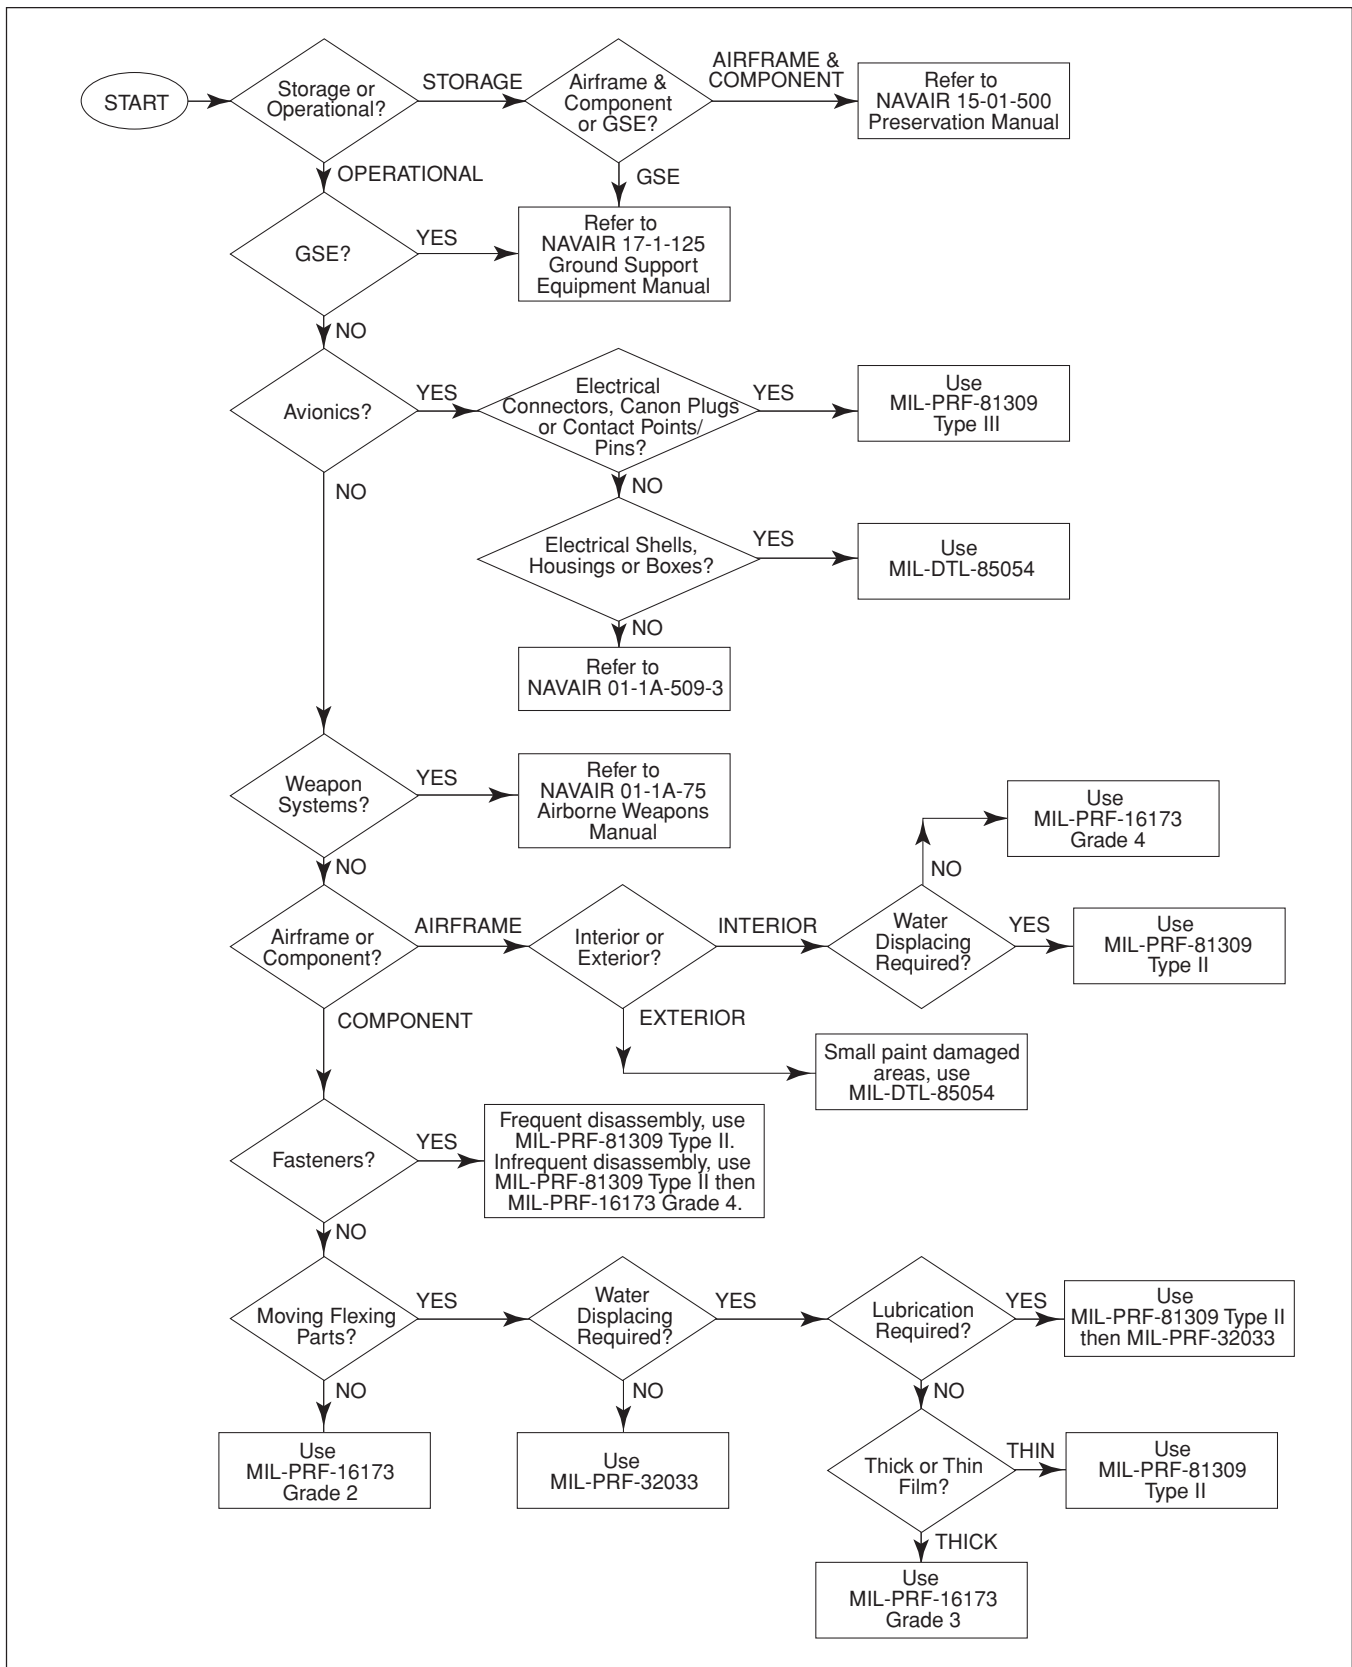 START
Storage or
Operational?
STORAGE
Airframe &
Component
or GSE?
AIRFRAME &
COMPONENT
Refer to
NAVAIR 15-01-500
Preservation Manual
OPERATIONAL
GSE
GSE?
YES
Refer to
NAVAIR 17-1-125
Ground Support
Equipment Manual
NO
Avionics?
YES
Electrical
Connectors, Canon Plugs
or Contact Points/
Pins?
YES
Use
MIL-PRF-81309
Type III
NO
NO
Electrical Shells,
Housings or Boxes?
YES
Use
MIL-DTL-85054
NO
Refer to
NAVAIR 01-1A-509-3
Weapon
Systems?
YES
Refer to
NAVAIR 01-1A-75
Airborne Weapons
Manual
Use
MIL-PRF-16173
Grade 4
NO
NO
Airframe or
Component?
AIRFRAME
Interior or
Exterior?
INTERIOR
Water
Displacing
Required?
YES
Use
MIL-PRF-81309
Type II
COMPONENT
EXTERIOR
Small paint damaged
areas, use
MIL-DTL-85054
Fasteners?
YES
Frequent disassembly, use
MIL-PRF-81309 Type II.
Infrequent disassembly, use
MIL-PRF-81309 Type II then
MIL-PRF-16173 Grade 4.
NO
Moving Flexing
Parts?
YES
Water
Displacing
Required?
YES
Lubrication
Required?
YES
Use
MIL-PRF-81309 Type II
then MIL-PRF-32033
NO
NO
NO
Use
MIL-PRF-16173
Grade 2
Use
MIL-PRF-32033
Thick or Thin
Film?
THIN
Use
MIL-PRF-81309
Type II
THICK
Use
MIL-PRF-16173
Grade 3